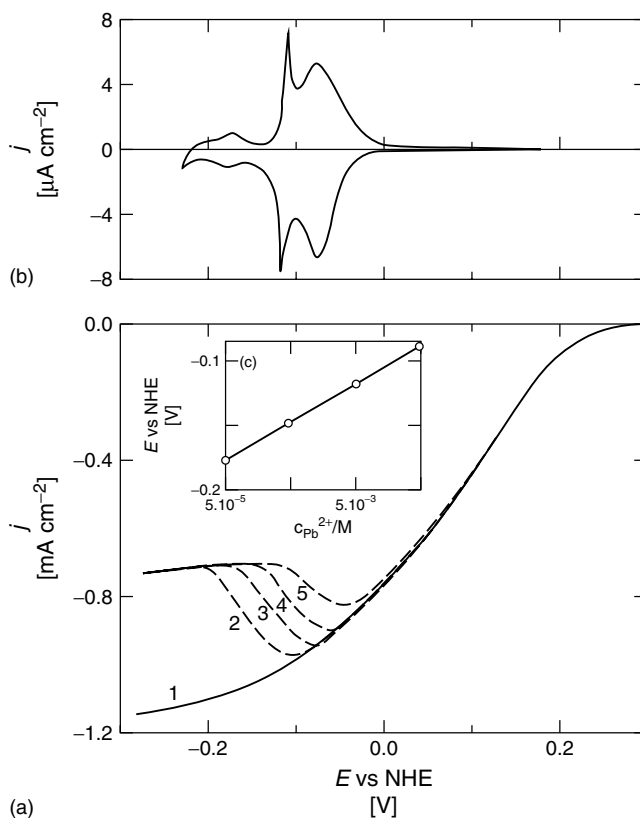 8
4
0
−4
−8
j
[μA cm−2]
(b)
0.0
−0.4
−0.8
−1.2
j
[mA cm−2]
(c)
−0.1
−0.2
E vs NHE
[V]
5.10−5
5.10−3
cPb2+/M
1
2
3
4
5
−0.2
0.0
0.2
E vs NHE
[V]
(a)